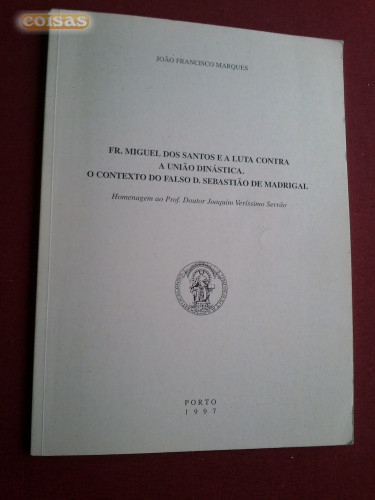 coisas
JOÃO FRANCISCO MARQUES
FR. MIGUEL DOS SANTOS E A LUTA CONTRA
A UNIÃO DINÁSTICA.
O CONTEXTO DO FALSO D. SEBASTIÃO DE MADRIGAL
Homenagem ao Prof. Doutor Joaquim Veríssimo Serrão
PORTO
1997